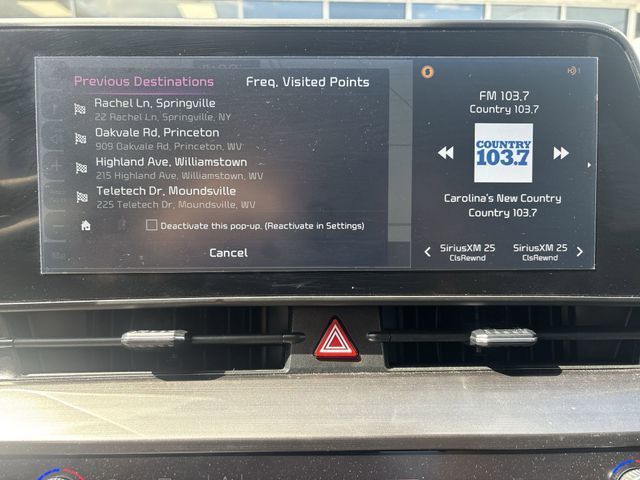 Previous Destinations
Freq. Visited Points
Rachel Ln, Springville
22 Rachel Ln, Springville, NY
Oakvale Rd, Princeton
909 Oakvale Rd, Princeton, WV
Highland Ave, Williamstown
215 Highland Ave, Williamstown, WV
Teletech Dr, Moundsville
225 Teletech Dr, Moundsville, WV
Deactivate this pop-up. (Reactivate in Settings)
Cancel
FM 103.7
Country 103.7
COUNTRY
103.7
Carolina's New Country
Country 103.7
SiriusXM 25
ClsRewnd
SiriusXM 25
ClsRewnd